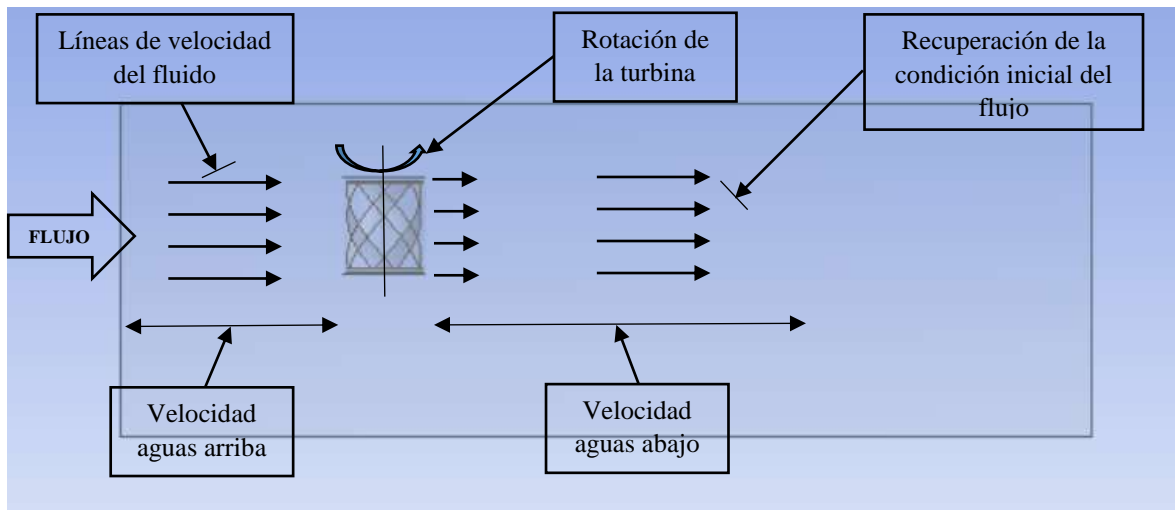 Líneas de velocidad
del fluido
Rotación de
la turbina
Recuperación de la
condición inicial del
flujo
FLUJO
Velocidad
aguas arriba
Velocidad
aguas abajo